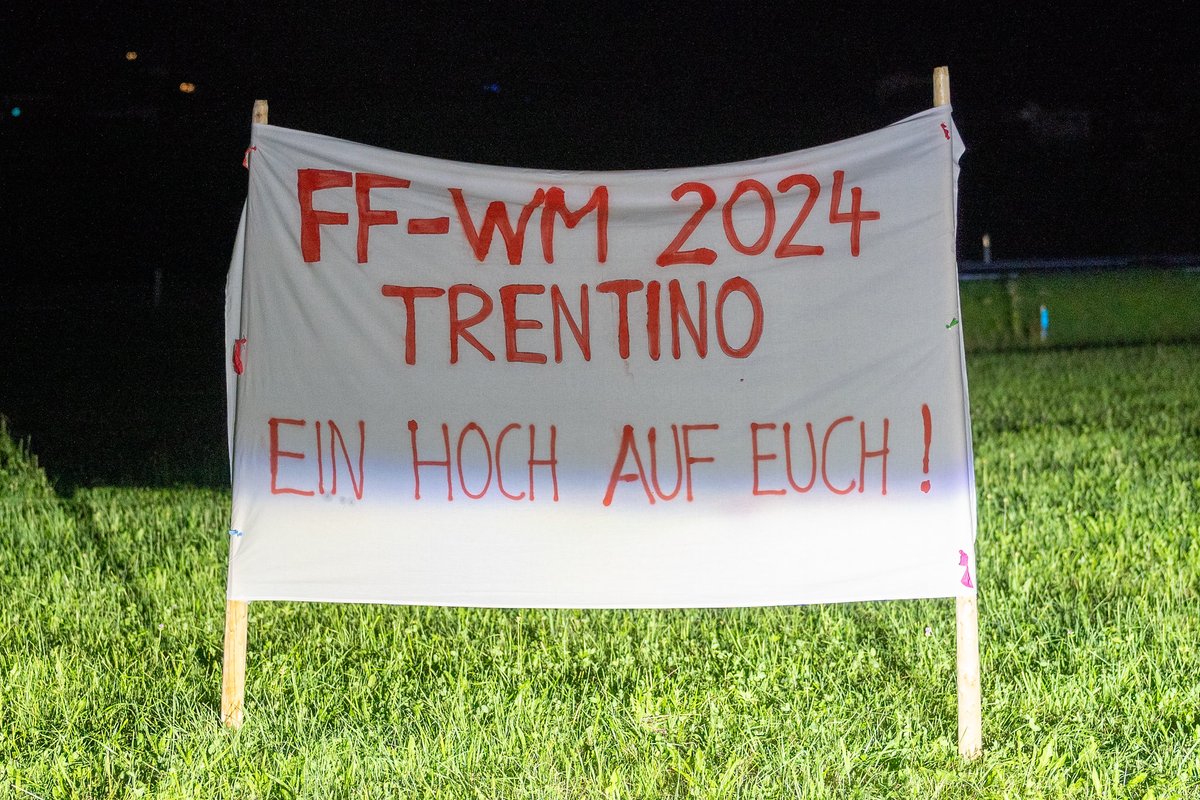 FF-WM 2024
TRENTINO
EIN HOCH AUF EUCH!